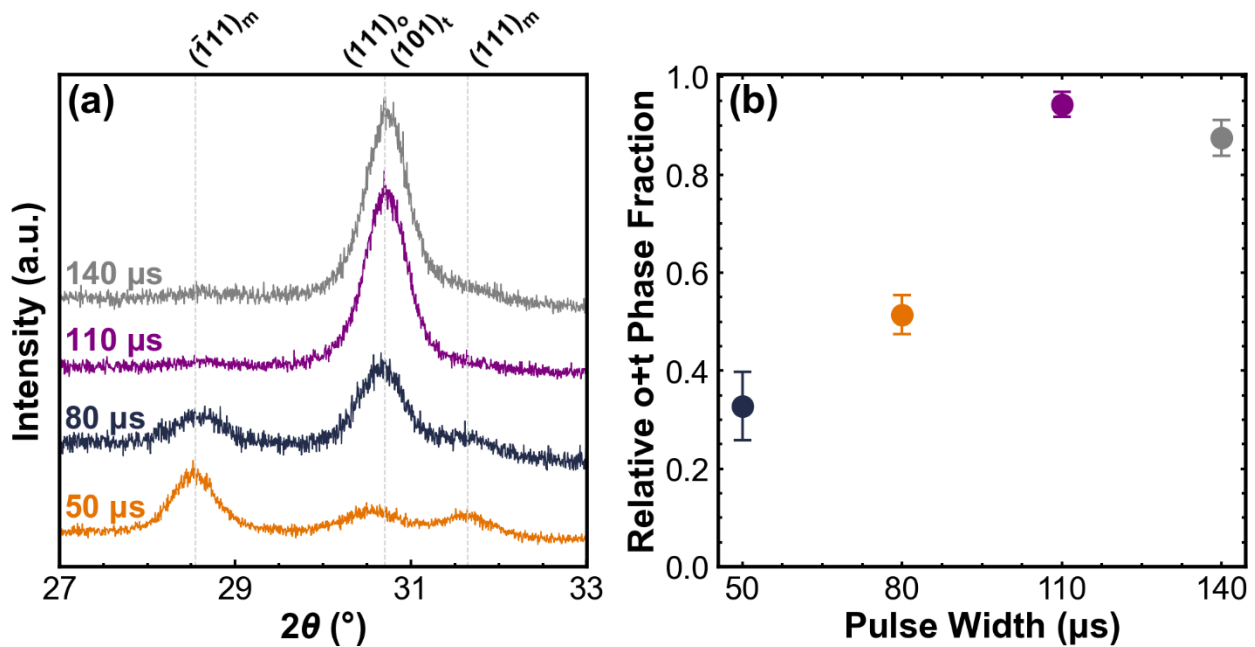 (1̄11)ₘ
(111)ₒ
(101)ₜ
(111)ₘ
(a)
140 µs
110 µs
80 µs
50 µs
Intensity (a.u.)
27 29 31 33
2θ (°)
(b)
1.0
0.8
0.6
0.4
0.2
0.0
Relative o+t Phase Fraction
50 80 110 140
Pulse Width (µs)